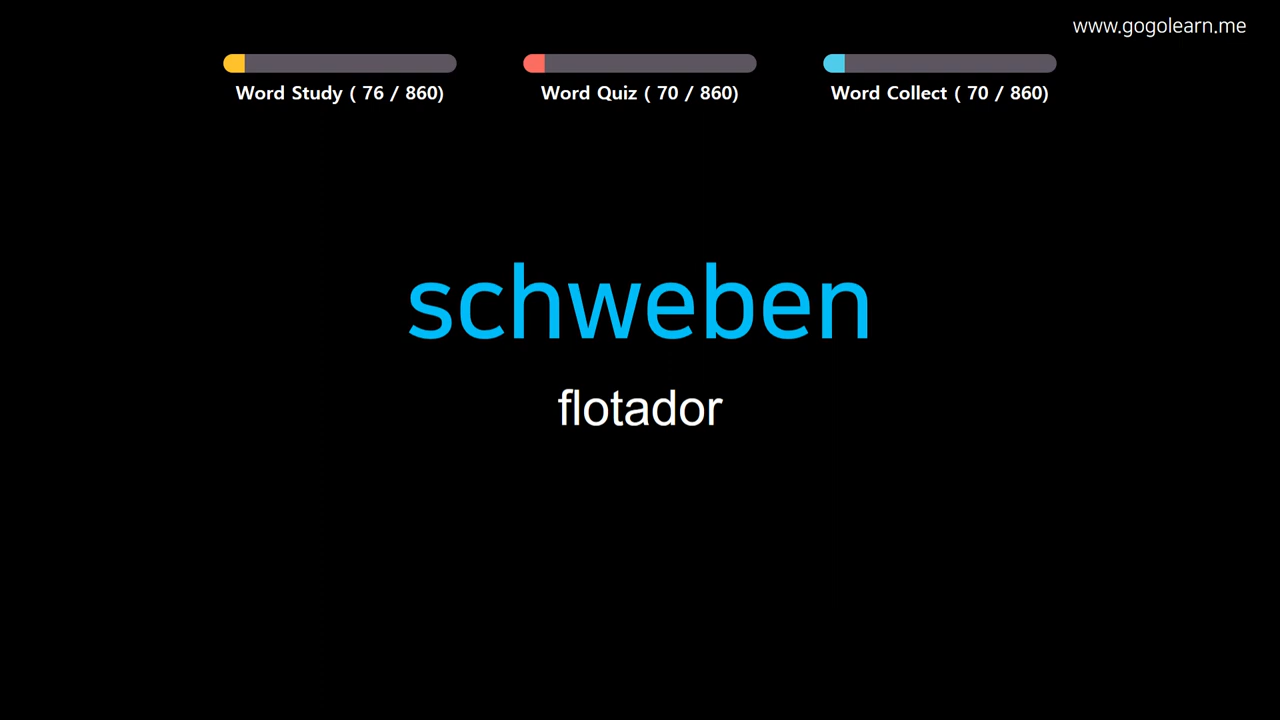 www.gogolearn.me
Word Study ( 76 / 860)
Word Quiz ( 70 / 860)
Word Collect ( 70 / 860)
schweben
flotador